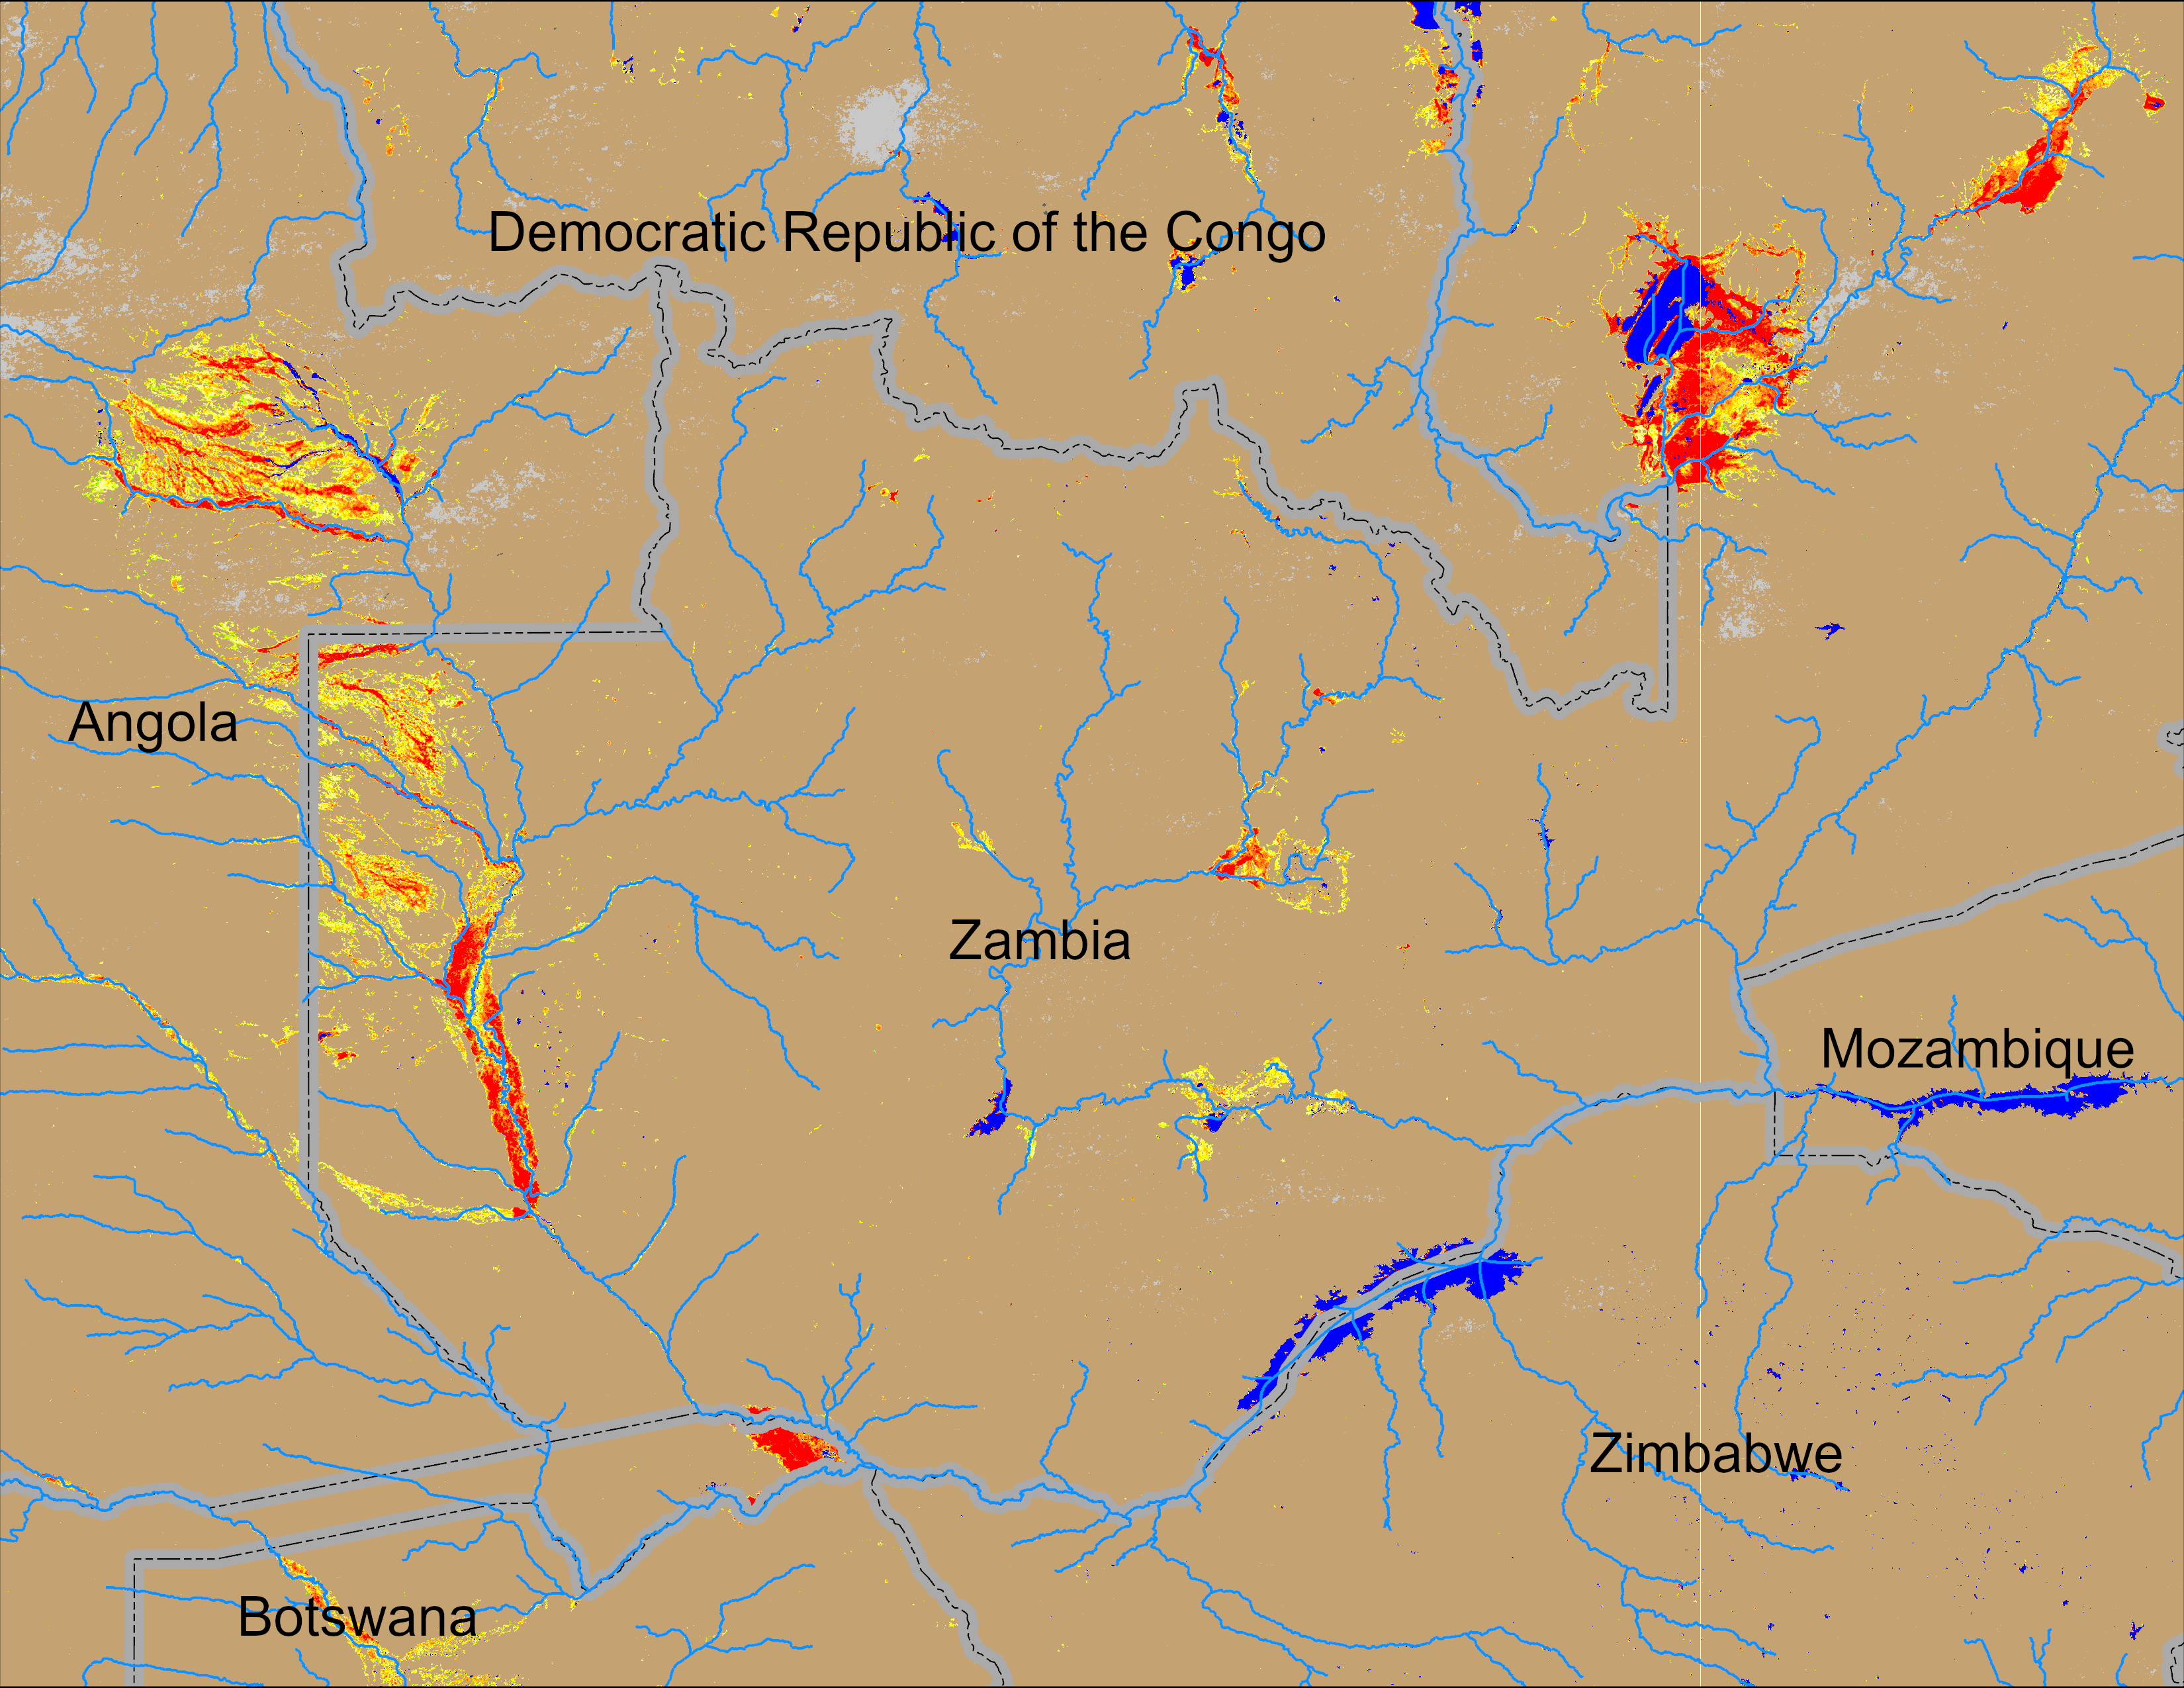 Democratic Republic of the Congo
Angola
Zambia
Mozambique
Zimbabwe
Botswana